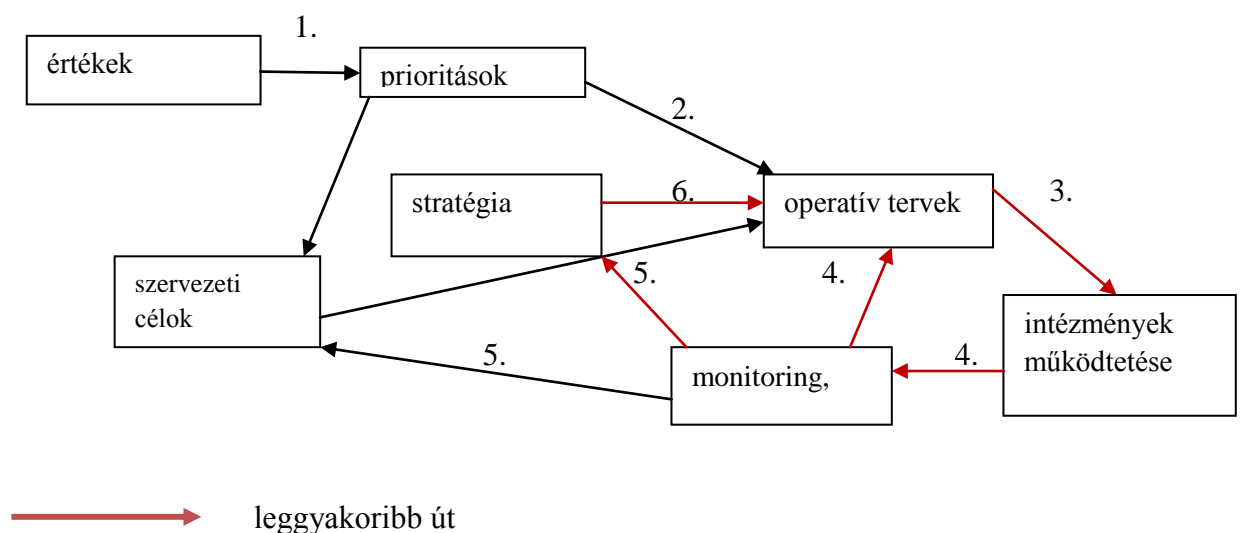 1.
értékek
prioritások
2.
stratégia
6.
operatív tervek
3.
szervezeti
célok
5.
4.
intézmények
működtetése
5.
monitoring,
4.
leggyakoribb út